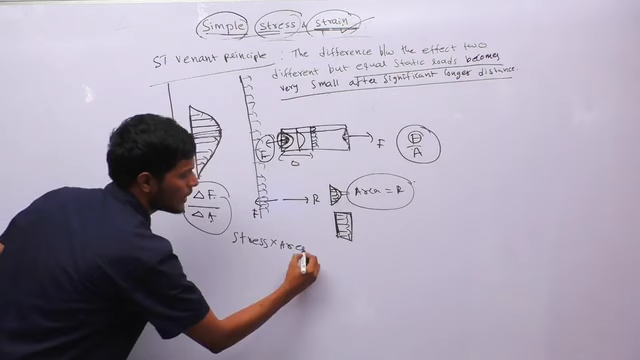 Simple stress & strain
ST venant principle : The difference b/w the effect two
different but equal static loads becomes
very small after significant longer distance.
F
F
D
A
D
ΔF
ΔA
F
R
Area = R
Stress × Area